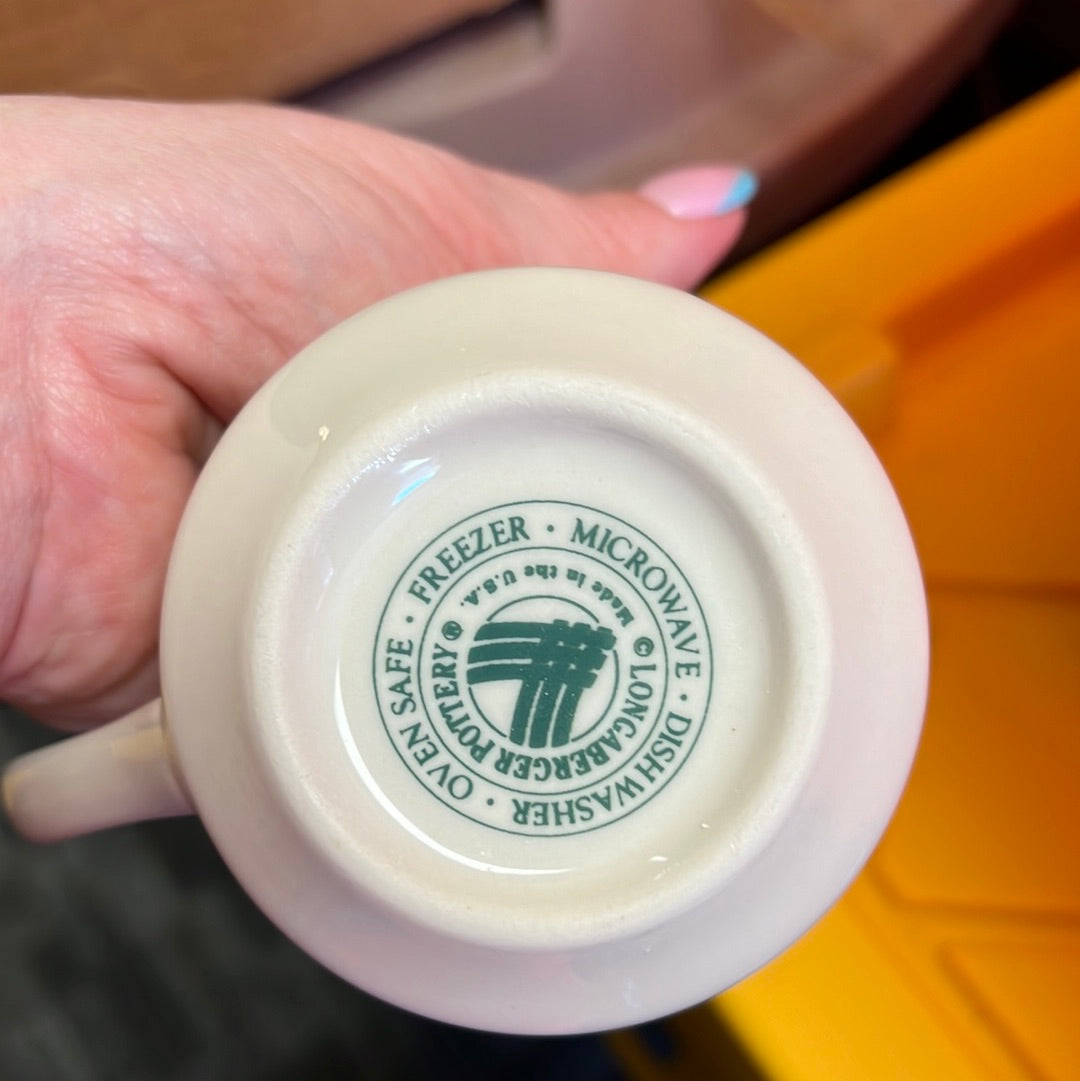 OVEN SAFE · FREEZER · MICROWAVE · DISHWASHER ·
© LONGABERGER POTTERY ®
Made in the U.S.A.